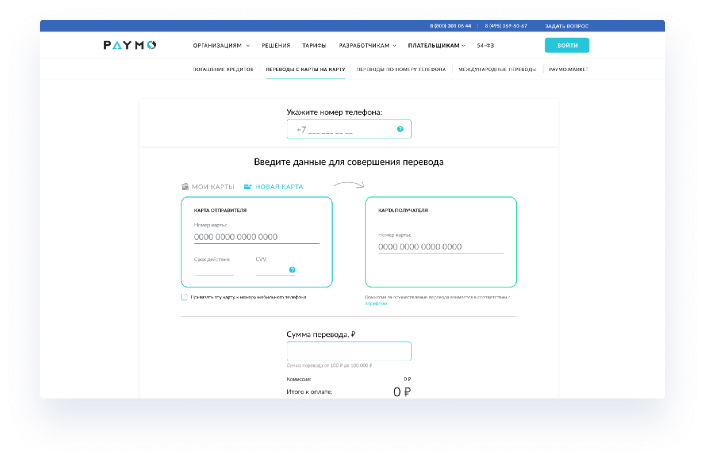 8 (800) 301 06 44 8 (495) 269-50-67 ЗАДАТЬ ВОПРОС
PAYMO ОРГАНИЗАЦИЯМ РЕШЕНИЯ ТАРИФЫ РАЗРАБОТЧИКАМ ПЛАТЕЛЬЩИКАМ 54-ФЗ ВОЙТИ
ПОГАШЕНИЕ КРЕДИТОВ ПЕРЕВОДЫ С КАРТЫ НА КАРТУ ПЕРЕВОДЫ ПО НОМЕРУ ТЕЛЕФОНА МЕЖДУНАРОДНЫЕ ПЕРЕВОДЫ PAYMO.MARKET
Укажите номер телефона:
+7 ___ ___ __ __
Введите данные для совершения перевода
МОИ КАРТЫ НОВАЯ КАРТА
КАРТА ОТПРАВИТЕЛЯ
Номер карты:
0000 0000 0000 0000
Срок действия: CVV:
Привязать эту карту к номеру мобильного телефона
КАРТА ПОЛУЧАТЕЛЯ
Номер карты:
0000 0000 0000 0000
Комиссия за осуществление перевода взимается в соответствии с
тарифами
Сумма перевода, ₽
Сумма перевода от 100 ₽ до 100 000 ₽
Комиссия: 0 ₽
Итого к оплате: 0 ₽